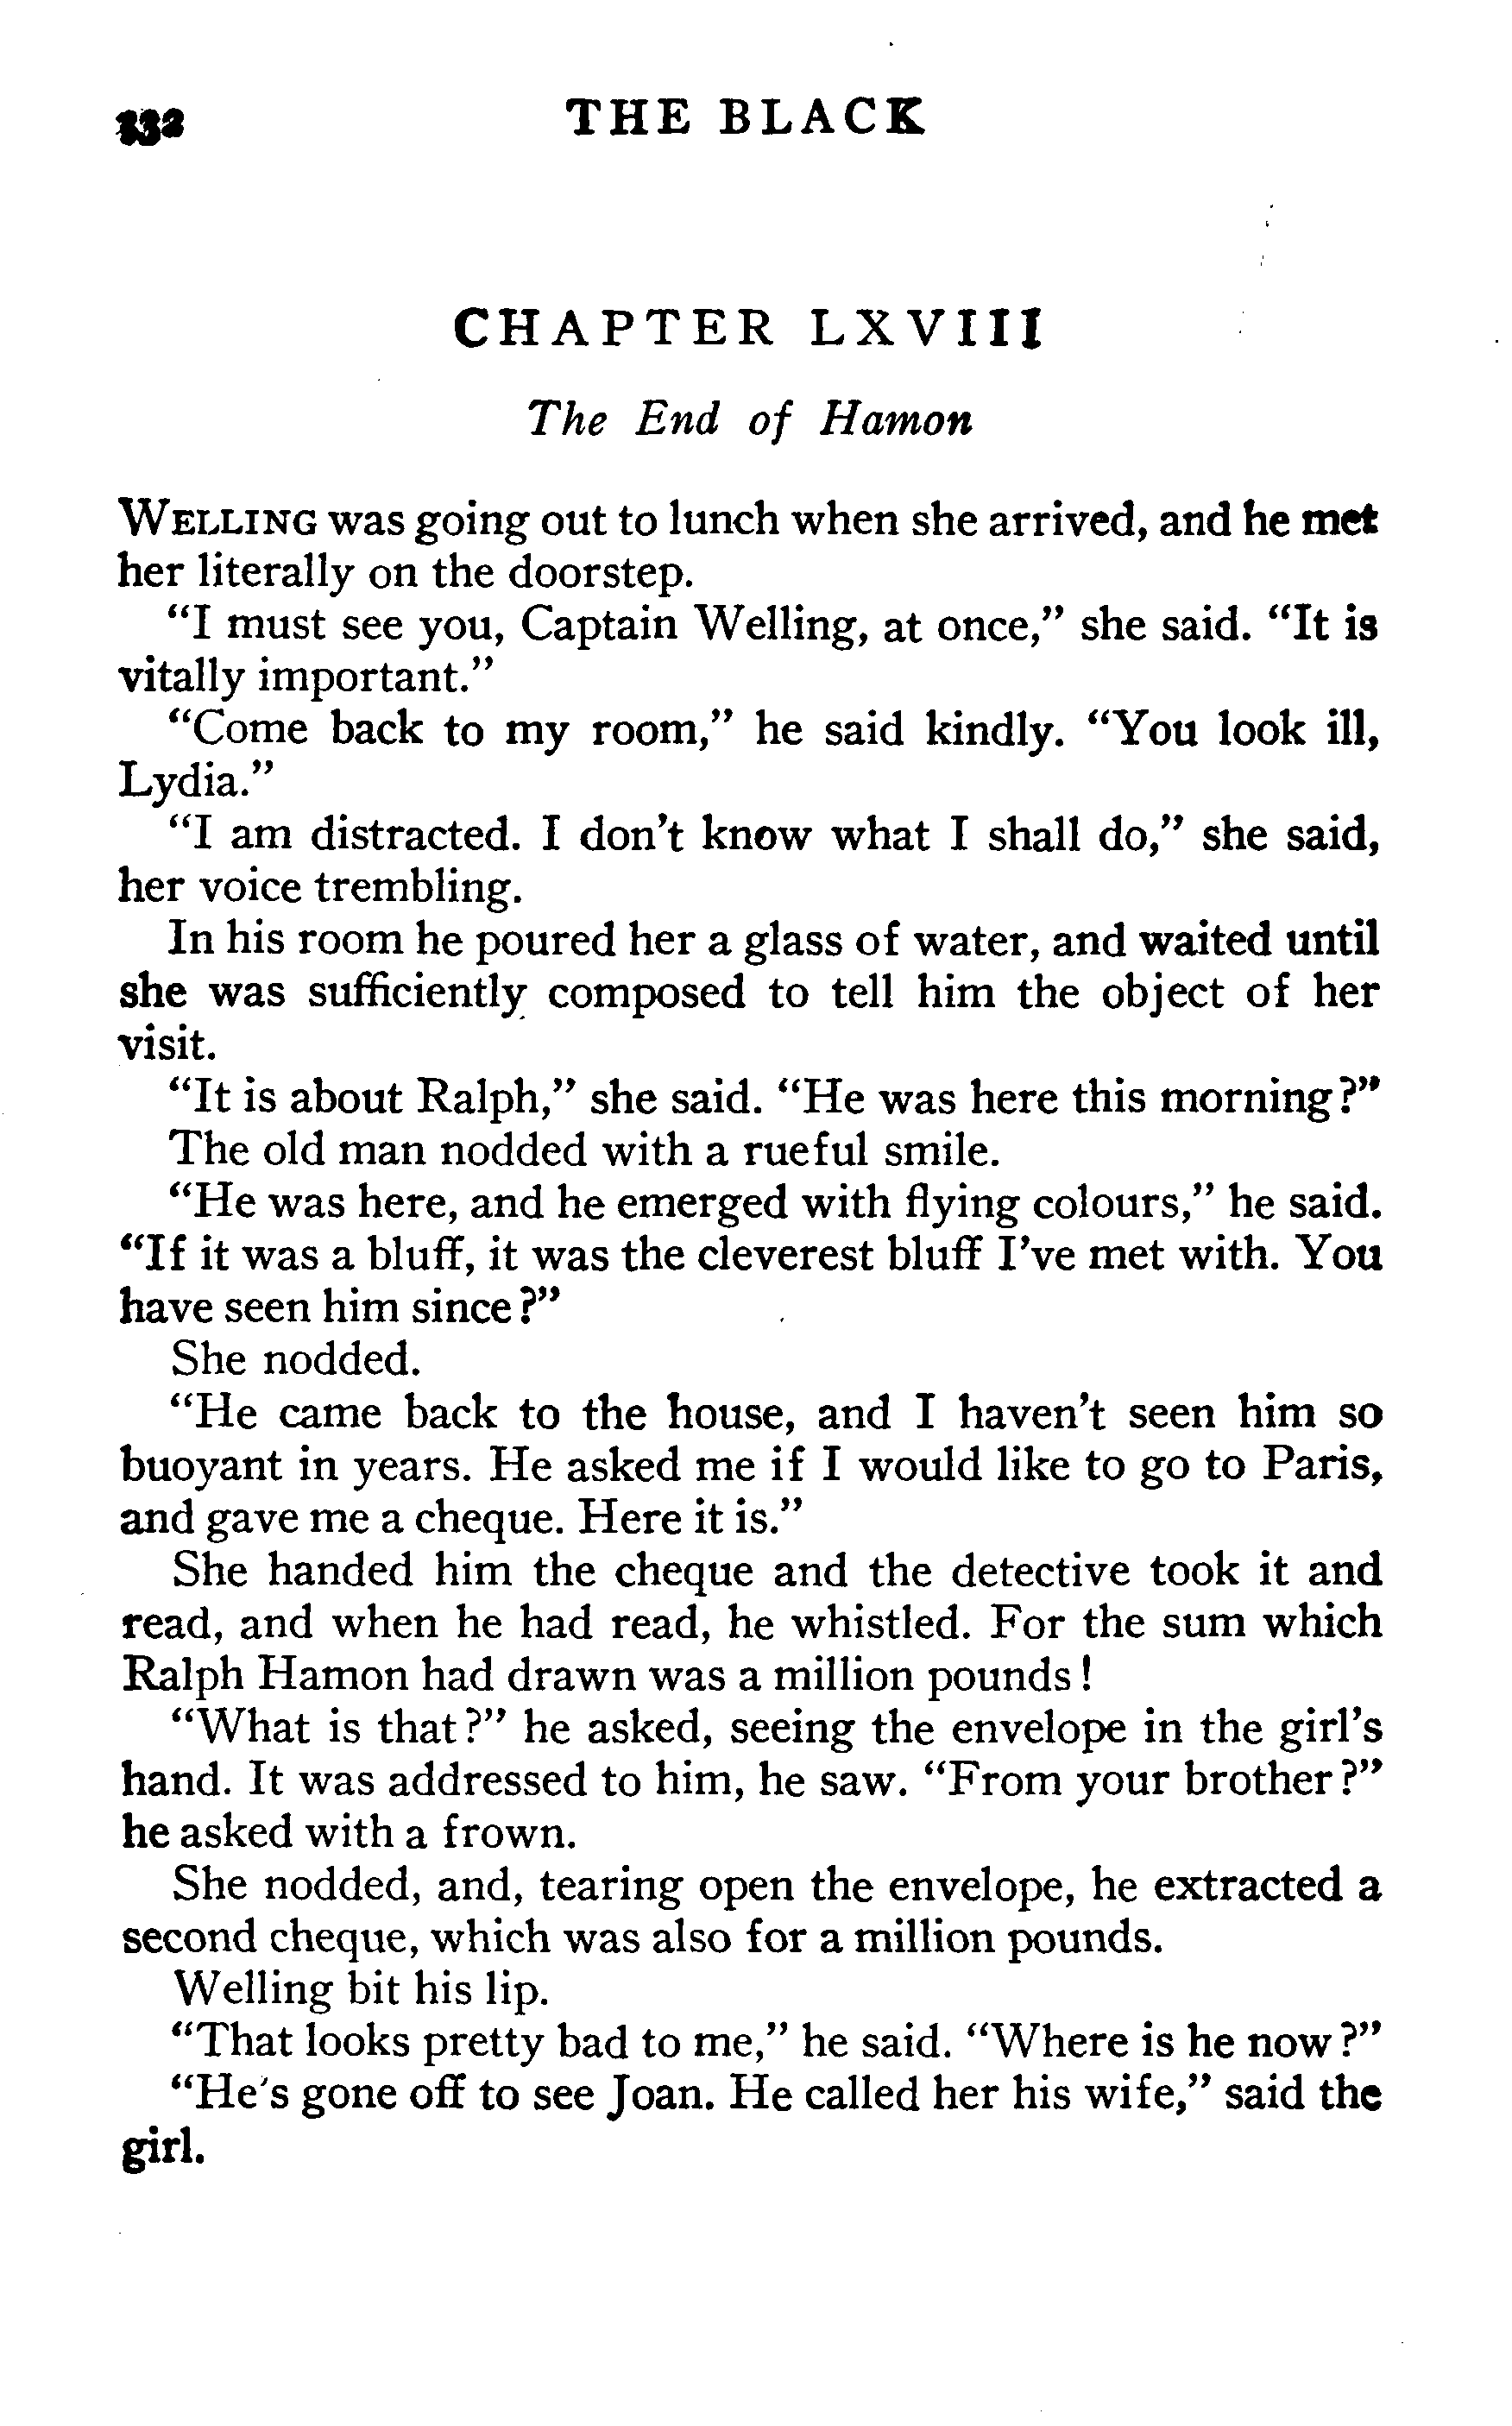 332 THE BLACK
CHAPTER LXVIII
The End of Hamon
WELLING was going out to lunch when she arrived, and he met
her literally on the doorstep.
"I must see you, Captain Welling, at once," she said. "It is
vitally important."
"Come back to my room," he said kindly. "You look ill,
Lydia."
"I am distracted. I don't know what I shall do," she said,
her voice trembling.
In his room he poured her a glass of water, and waited until
she was sufficiently composed to tell him the object of her
visit.
"It is about Ralph," she said. "He was here this morning?"
The old man nodded with a rueful smile.
"He was here, and he emerged with flying colours," he said.
"If it was a bluff, it was the cleverest bluff I've met with. You
have seen him since?"
She nodded.
"He came back to the house, and I haven't seen him so
buoyant in years. He asked me if I would like to go to Paris,
and gave me a cheque. Here it is."
She handed him the cheque and the detective took it and
read, and when he had read, he whistled. For the sum which
Ralph Hamon had drawn was a million pounds!
"What is that?" he asked, seeing the envelope in the girl's
hand. It was addressed to him, he saw. "From your brother?"
he asked with a frown.
She nodded, and, tearing open the envelope, he extracted a
second cheque, which was also for a million pounds.
Welling bit his lip.
"That looks pretty bad to me," he said. "Where is he now?"
"He's gone off to see Joan. He called her his wife," said the
girl.